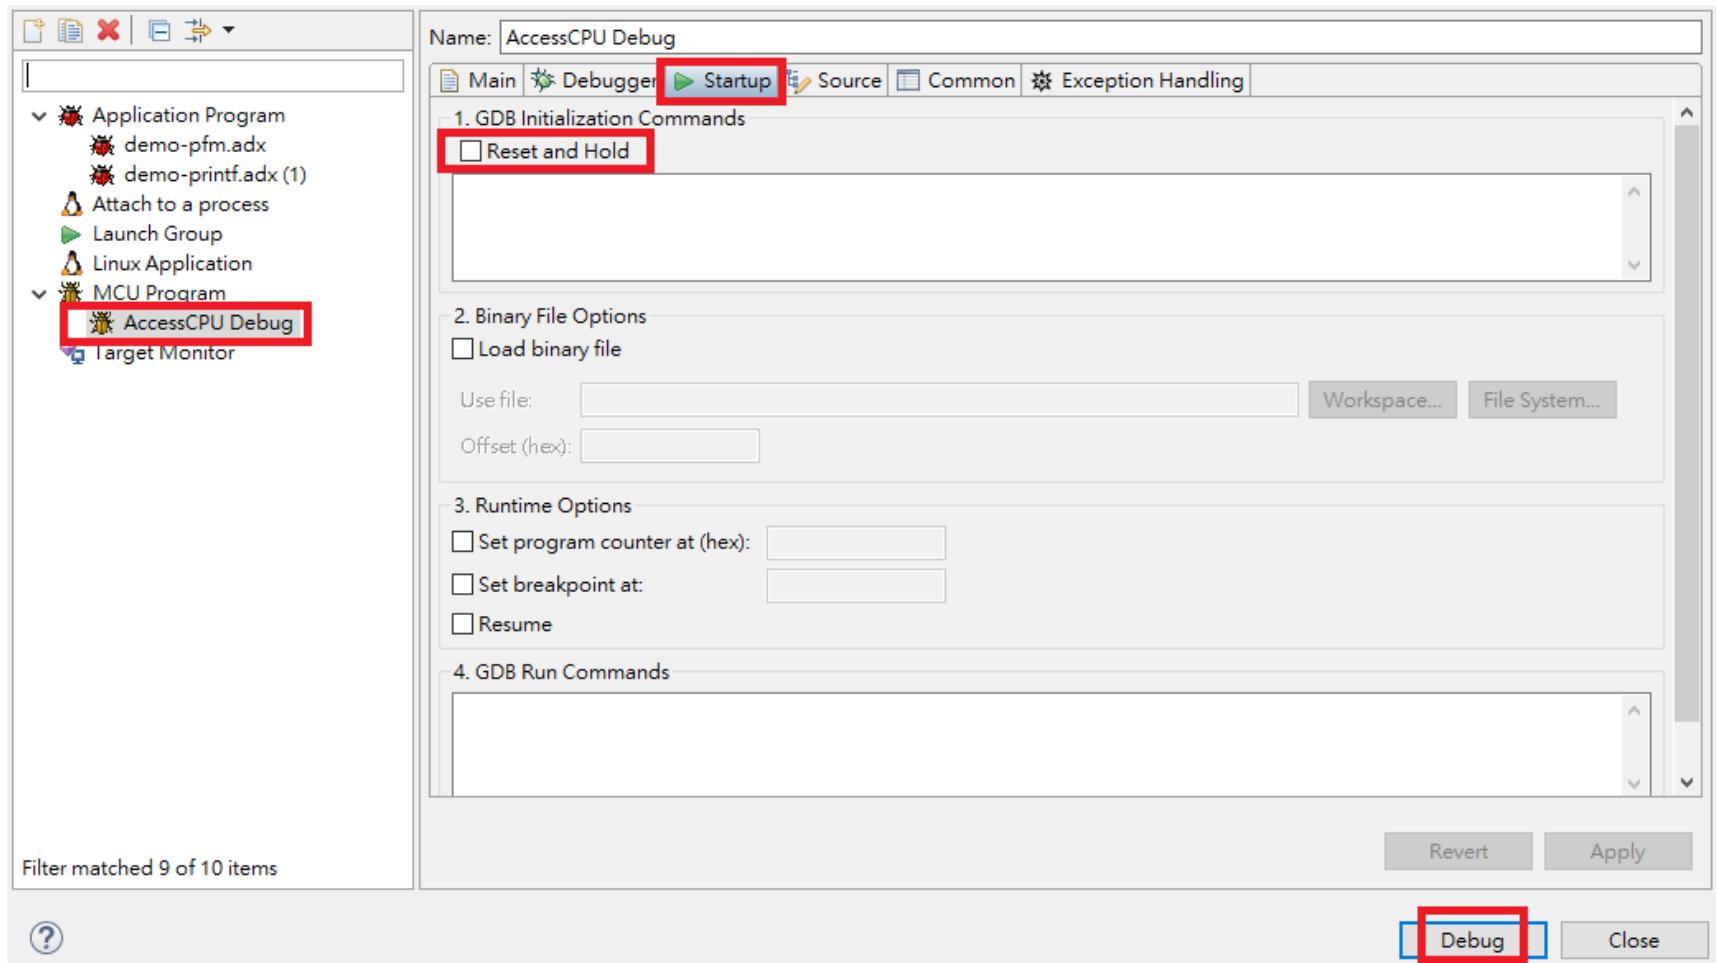 Name: AccessCPU Debug
Main Debugger Startup Source Common Exception Handling
Application Program
demo-pfm.adx
demo-printf.adx (1)
Attach to a process
Launch Group
Linux Application
MCU Program
AccessCPU Debug
Target Monitor
Filter matched 9 of 10 items
1. GDB Initialization Commands
Reset and Hold
2. Binary File Options
Load binary file
Use file: Workspace... File System...
Offset (hex):
3. Runtime Options
Set program counter at (hex):
Set breakpoint at:
Resume
4. GDB Run Commands
Revert Apply
? Debug Close